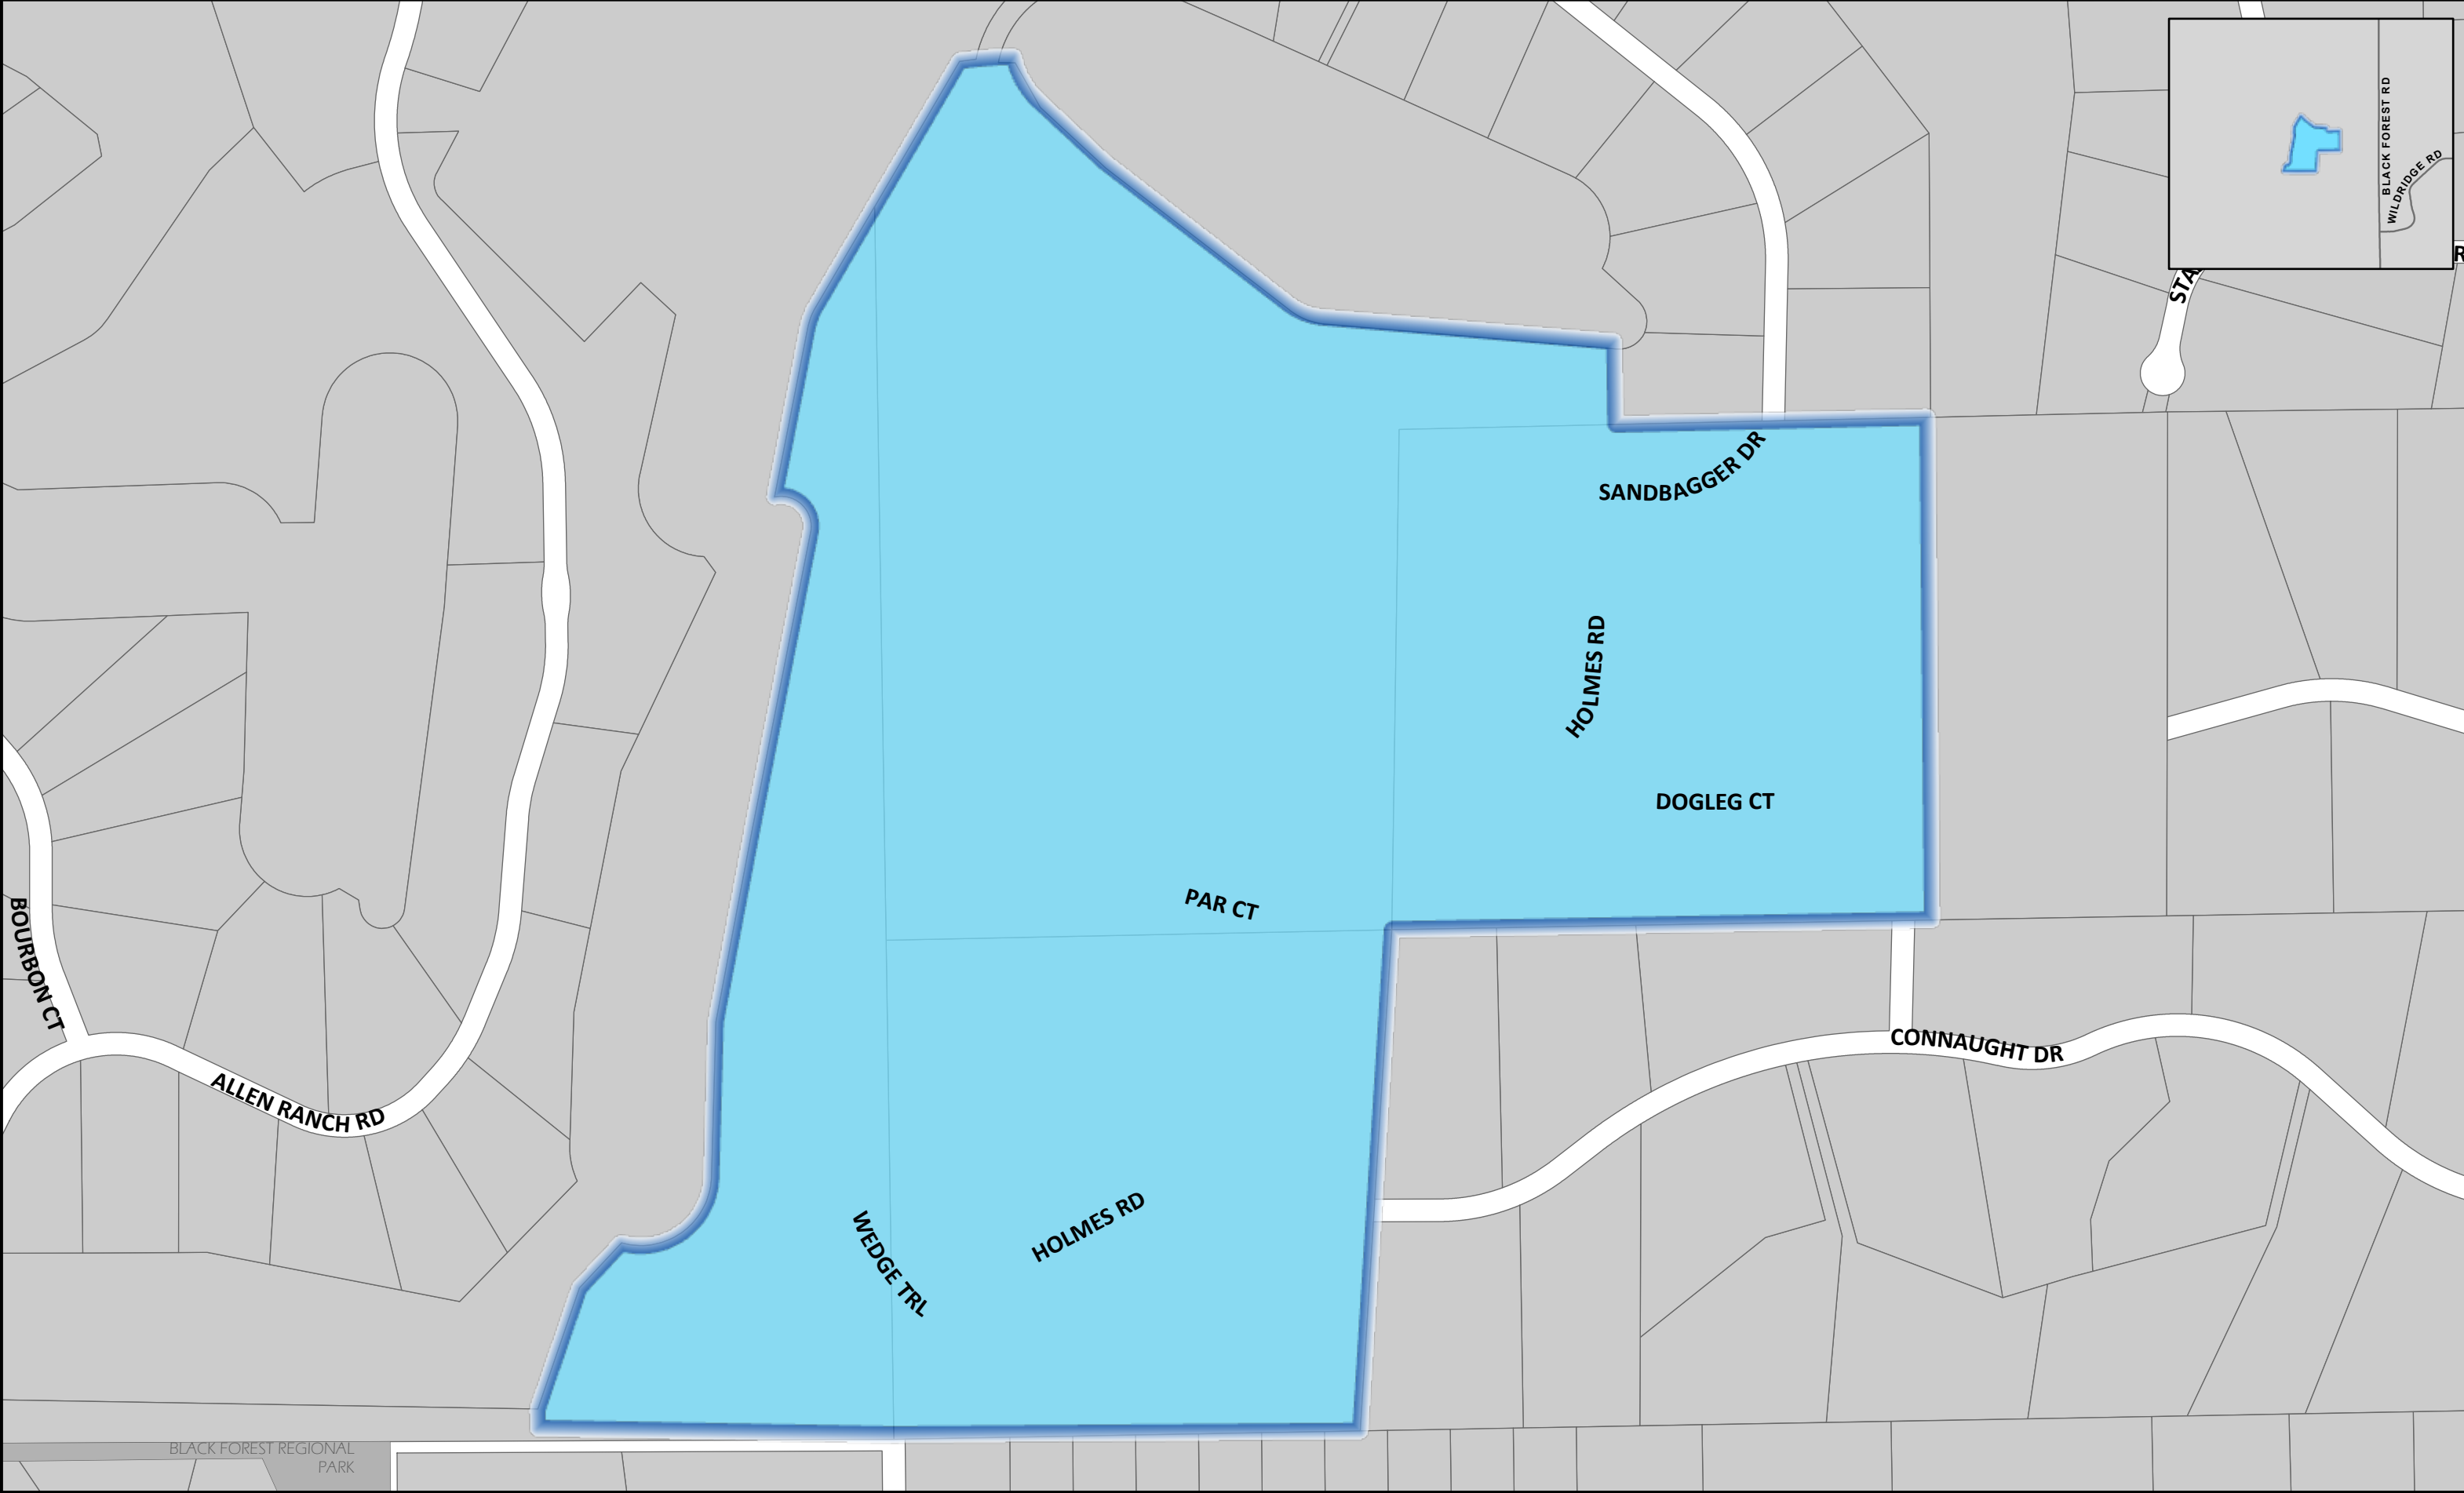 BLACK FOREST RD
WILDRIDGE RD
STA
R
SANDBAGGER DR
HOLMES RD
DOGLEG CT
PAR CT
BOURBON CT
CONNAUGHT DR
ALLEN RANCH RD
WEDGE TRL
HOLMES RD
BLACK FOREST REGIONAL
PARK